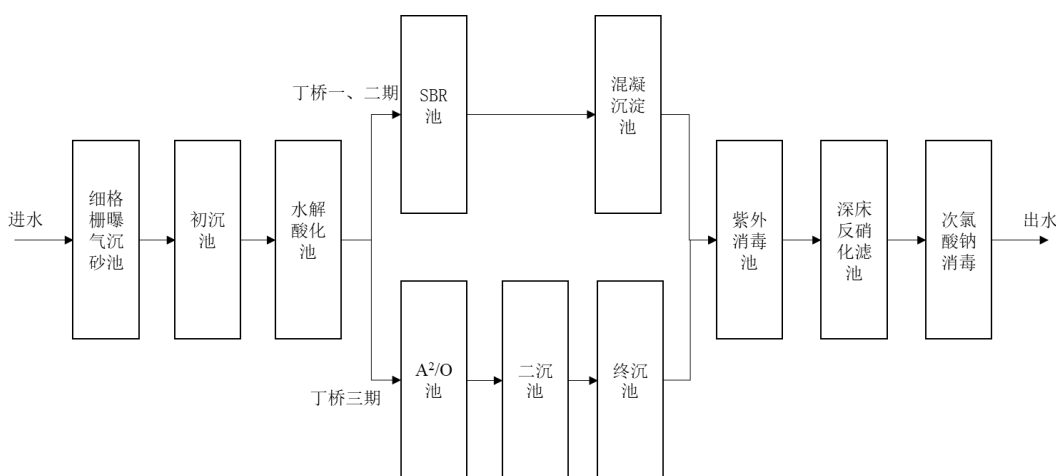 进水
细格
栅曝
气沉
砂池
初沉
池
水解
酸化
池
丁桥一、二期
SBR
池
混凝
沉淀
池
丁桥三期
A²/O
池
二沉
池
终沉
池
紫外
消毒
池
深床
反硝
化滤
池
次氯
酸钠
消毒
出水